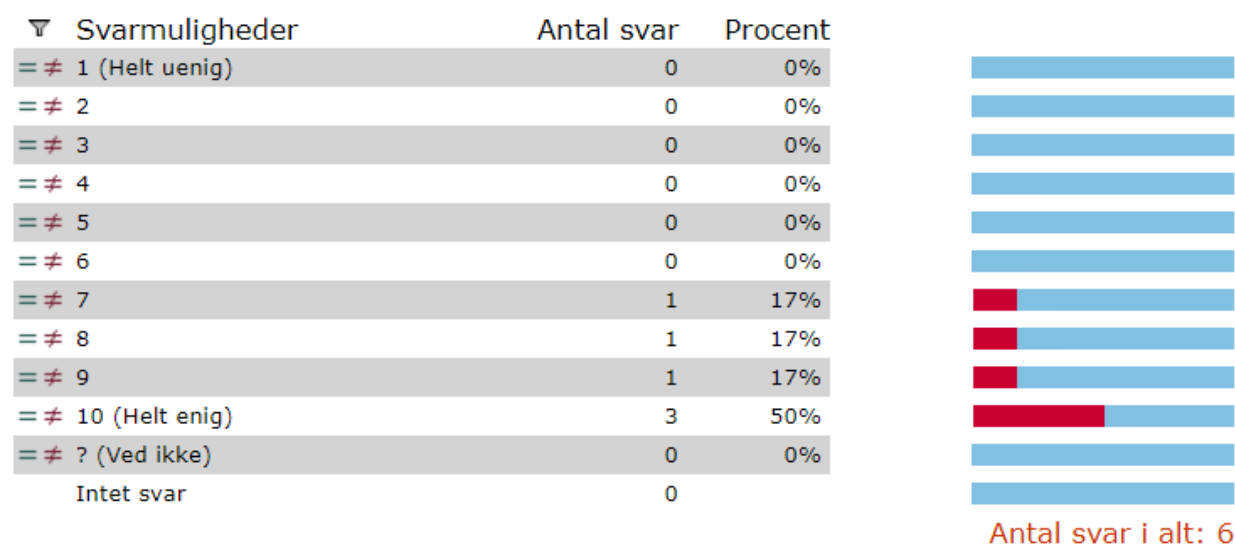 Svarmuligheder Antal svar Procent
= ≠ 1 (Helt uenig) 0 0%
= ≠ 2 0 0%
= ≠ 3 0 0%
= ≠ 4 0 0%
= ≠ 5 0 0%
= ≠ 6 0 0%
= ≠ 7 1 17%
= ≠ 8 1 17%
= ≠ 9 1 17%
= ≠ 10 (Helt enig) 3 50%
= ≠ ? (Ved ikke) 0 0%
Intet svar 0
Antal svar i alt: 6